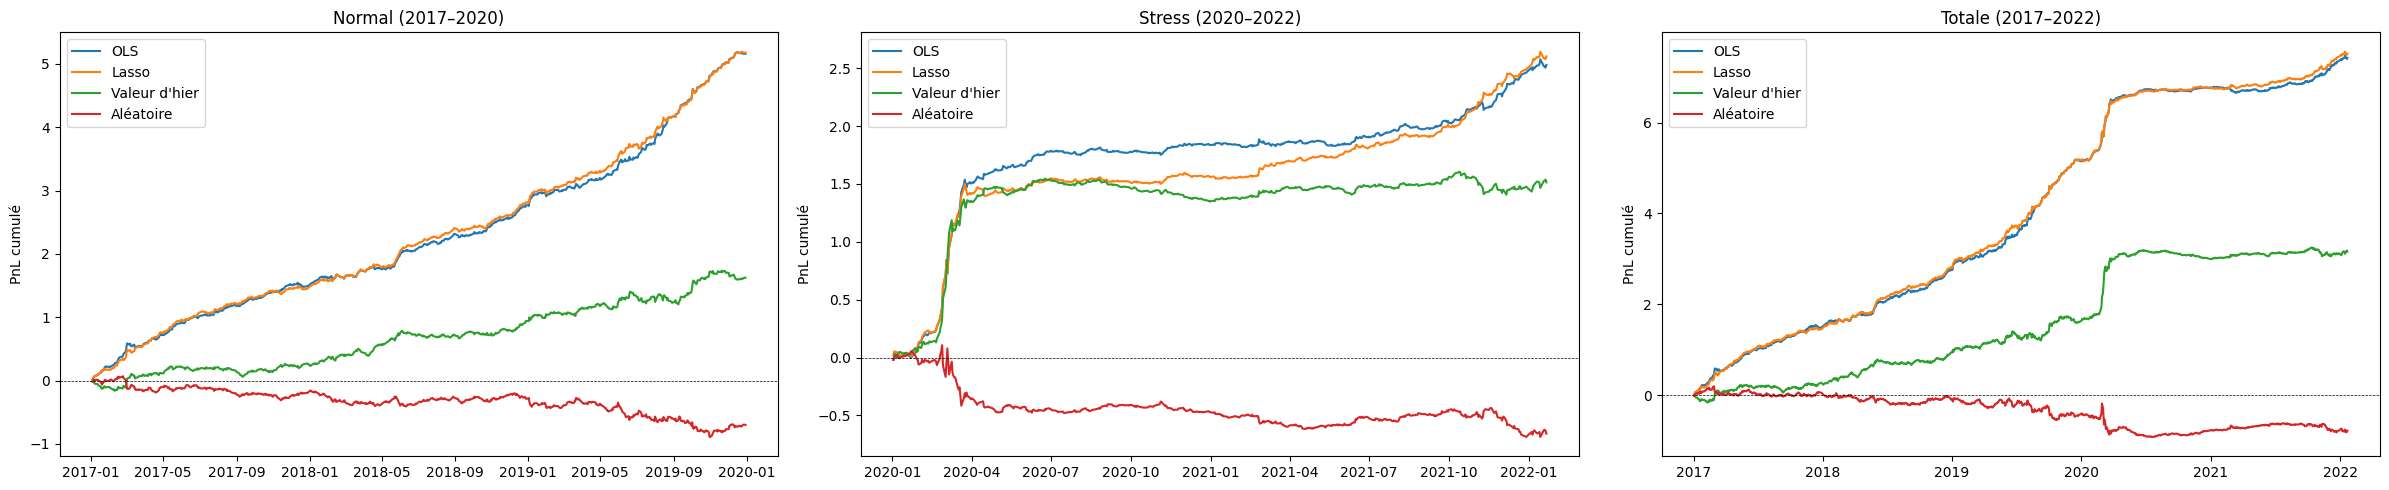 Normal (2017–2020)
OLS
Lasso
Valeur d'hier
Aléatoire
PnL cumulé
5
4
3
2
1
0
−1
2017-01 2017-05 2017-09 2018-01 2018-05 2018-09 2019-01 2019-05 2019-09 2020-01
Stress (2020–2022)
OLS
Lasso
Valeur d'hier
Aléatoire
PnL cumulé
2.5
2.0
1.5
1.0
0.5
0.0
−0.5
2020-01 2020-04 2020-07 2020-10 2021-01 2021-04 2021-07 2021-10 2022-01
Totale (2017–2022)
OLS
Lasso
Valeur d'hier
Aléatoire
PnL cumulé
6
4
2
0
2017 2018 2019 2020 2021 2022